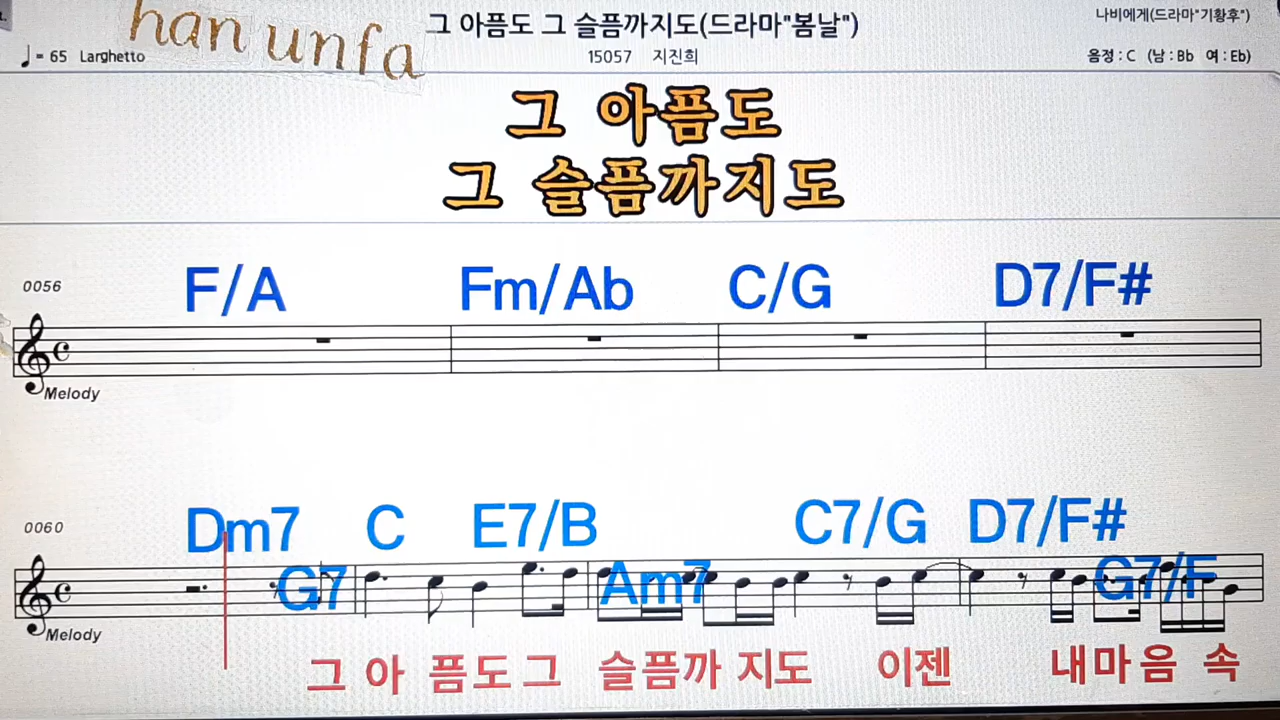 han unfa
그 아픔도 그 슬픔까지도(드라마"봄날")
나비에게(드라마"기황후")
♩= 65 Larghetto
15057 지진희
음정 : C (남 : Bb 여 : Eb)
그 아픔도
그 슬픔까지도
F/A Fm/Ab C/G D7/F#
0056
Melody
Dm7 C E7/B C7/G D7/F#
0060
G7 Am7 G7/F
Melody
그 아 픔도그 슬픔까 지도 이젠 내마음 속